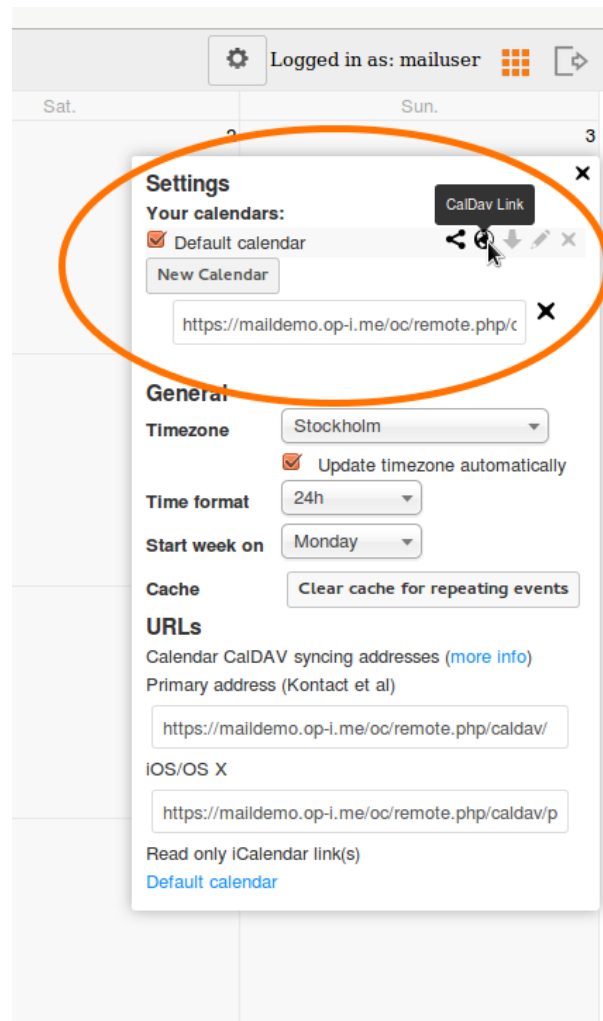 Logged in as: mailuser
Sat.
Sun.
2
3
Settings
Your calendars:
CalDav Link
Default calendar
New Calendar
https://maildemo.op-i.me/oc/remote.php/c
General
Timezone
Stockholm
Update timezone automatically
Time format
24h
Start week on
Monday
Cache
Clear cache for repeating events
URLs
Calendar CalDAV syncing addresses (more info)
Primary address (Kontact et al)
https://maildemo.op-i.me/oc/remote.php/caldav/
iOS/OS X
https://maildemo.op-i.me/oc/remote.php/caldav/p
Read only iCalendar link(s)
Default calendar